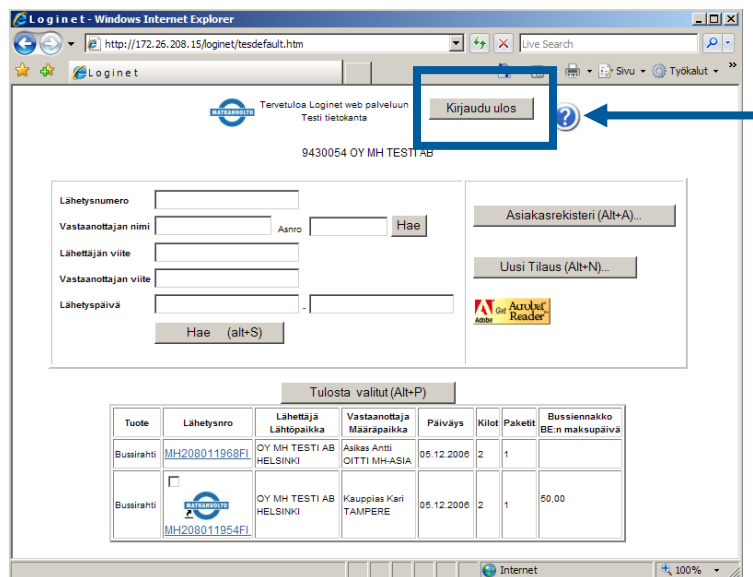 Loginet - Windows Internet Explorer
http://172.26.208.15/loginet/tesdefault.htm
Live Search
Loginet
Sivu
Työkalut
»
MATKAHUOLTO
Tervetuloa Loginet web palveluun
Testi tietokanta
Kirjaudu ulos
?
9430054 OY MH TESTI AB
Lähetysnumero
Vastaanottajan nimi
Asnro
Hae
Lähettäjän viite
Vastaanottajan viite
Lähetyspäivä
-
Hae (alt+S)
Asiakasrekisteri (Alt+A)...
Uusi Tilaus (Alt+N)...
Adobe
Get Acrobat Reader
Tulosta valitut (Alt+P)
Tuote
Lähetysnro
Lähettäjä
Lähtöpaikka
Vastaanottaja
Määräpaikka
Päiväys
Kilot
Paketit
Bussiennakko
BE:n maksupäivä
Bussirahti
MH208011968FI
OY MH TESTI AB
HELSINKI
Asikas Antti
OITTI MH-ASIA
05.12.2006
2
1
Bussirahti
MATKAHUOLTO
MH208011954FI
OY MH TESTI AB
HELSINKI
Kauppias Kari
TAMPERE
05.12.2006
2
1
50,00
Internet
100%